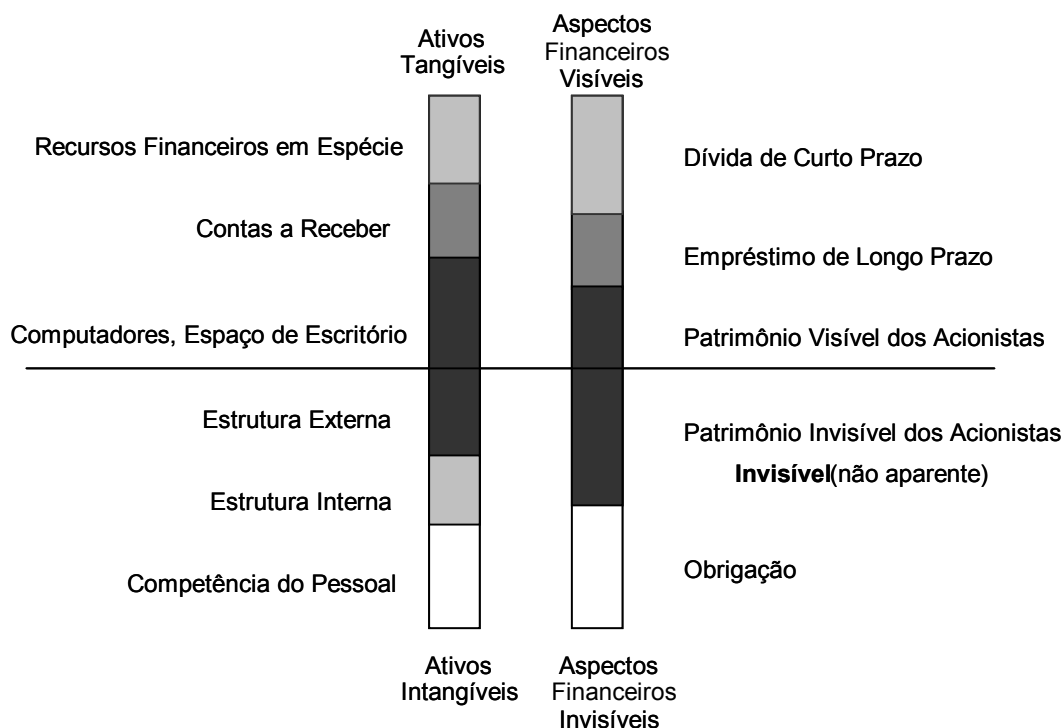 Ativos
Tangíveis
Aspectos
Financeiros
Visíveis
Recursos Financeiros em Espécie
Dívida de Curto Prazo
Contas a Receber
Empréstimo de Longo Prazo
Computadores, Espaço de Escritório
Patrimônio Visível dos Acionistas
Estrutura Externa
Patrimônio Invisível dos Acionistas
Invisível(não aparente)
Estrutura Interna
Competência do Pessoal
Obrigação
Ativos
Intangíveis
Aspectos
Financeiros
Invisíveis